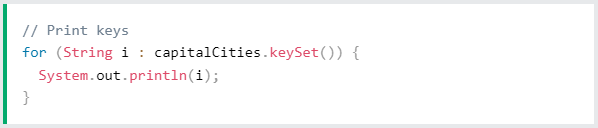 // Print keys
for (String i : capitalCities.keySet()) {
  System.out.println(i);
}